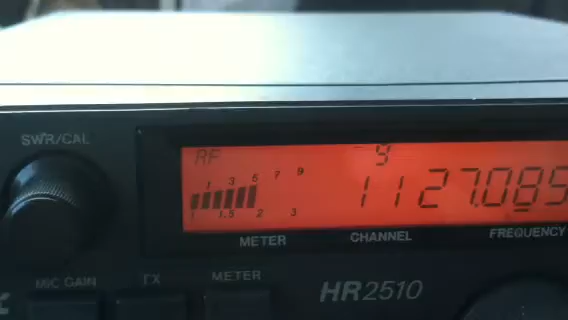 SWR/CAL
RF
9
1 3 5 7 9
11 27.085
1 1.5 2 3
METER CHANNEL FREQUENCY
MIC GAIN TX METER
HR2510